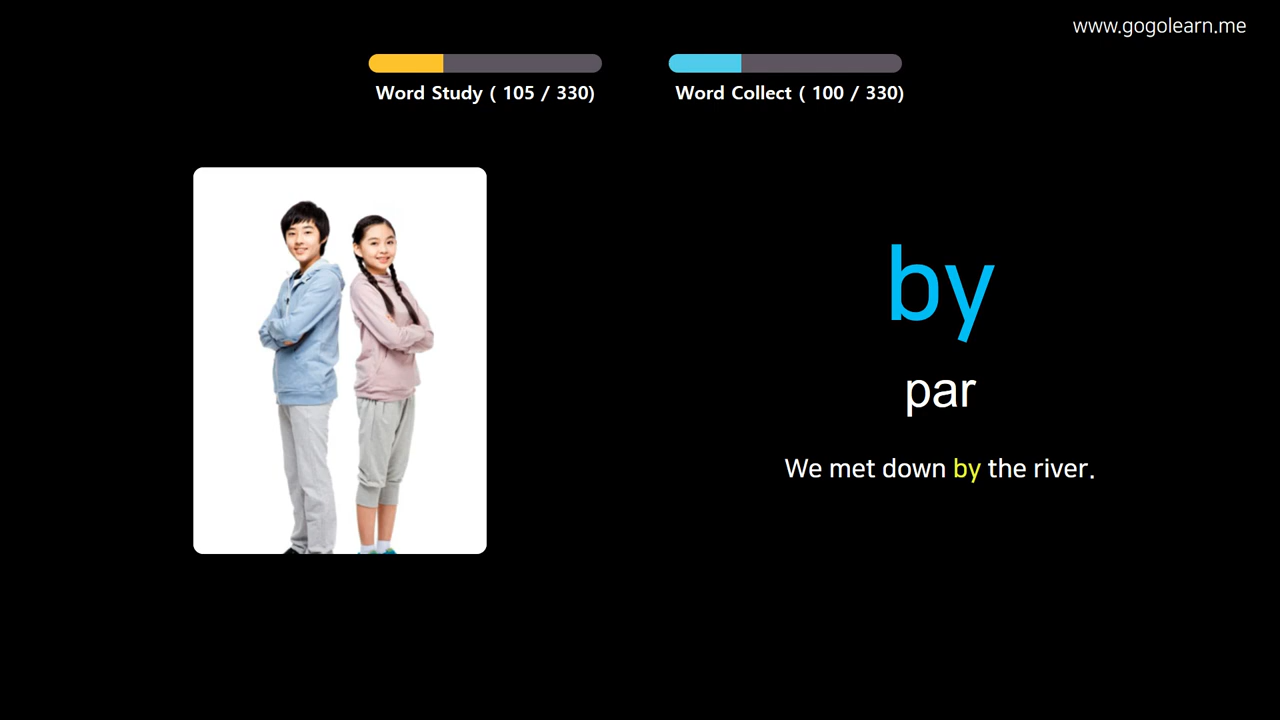 www.gogolearn.me
Word Study ( 105 / 330)
Word Collect ( 100 / 330)
by
par
We met down by the river.